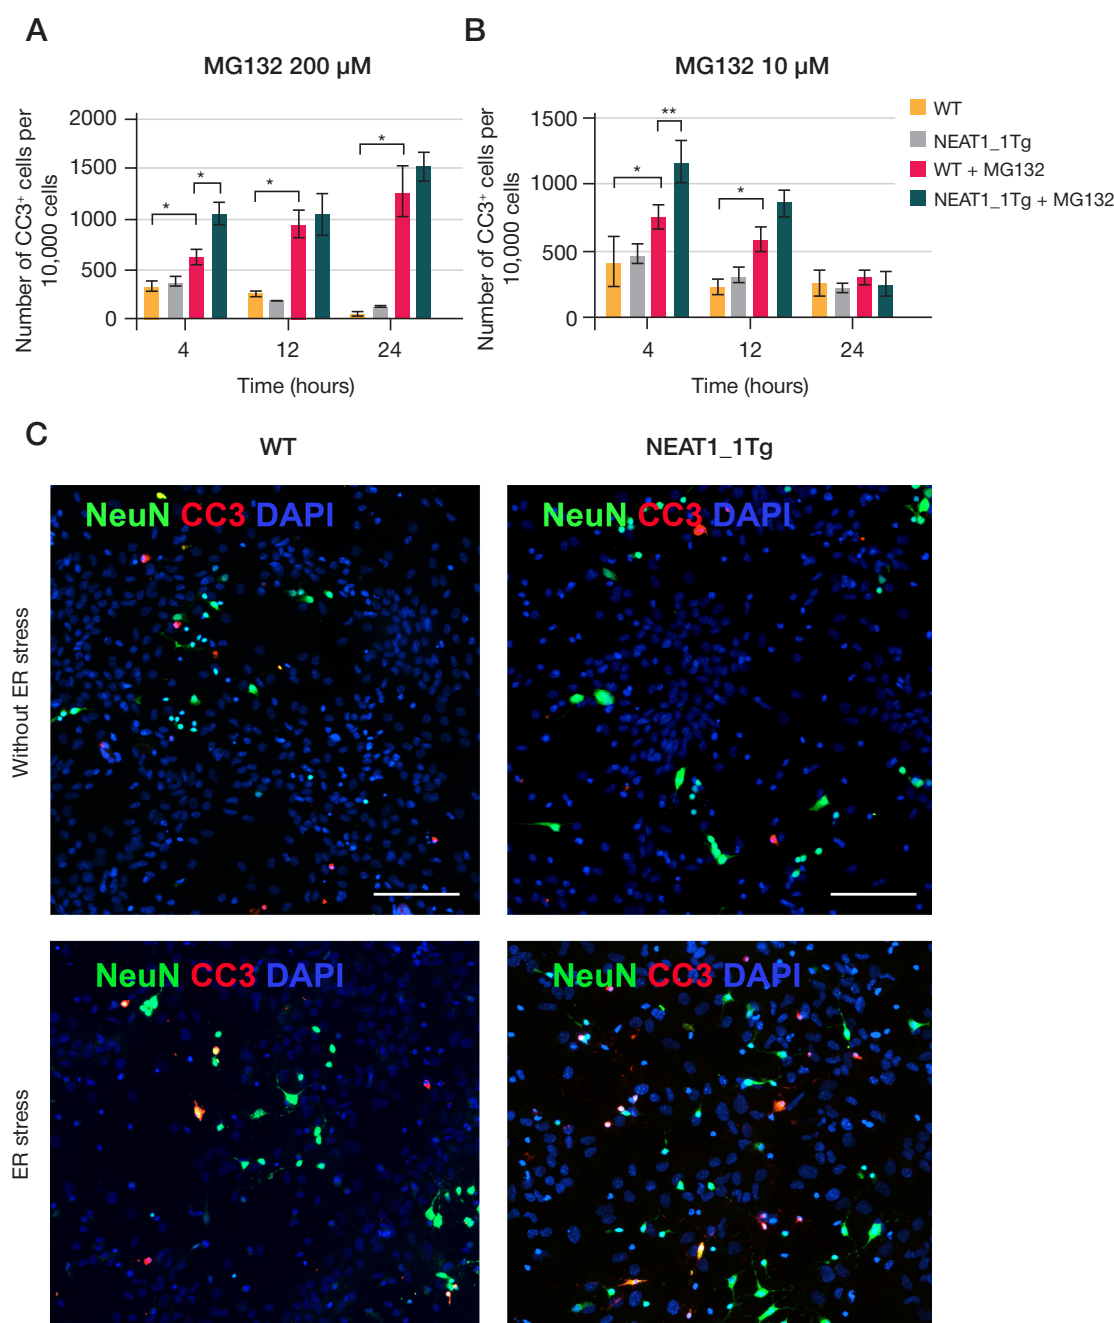 A
MG132 200 µM
Number of CC3⁺ cells per
10,000 cells
2000
1500
1000
500
0
*
*
*
*
4
12
24
Time (hours)
B
MG132 10 µM
Number of CC3⁺ cells per
10,000 cells
1500
1000
500
0
*
**
*
4
12
24
Time (hours)
WT
NEAT1_1Tg
WT + MG132
NEAT1_1Tg + MG132
C
WT
NEAT1_1Tg
Without ER stress
NeuN CC3 DAPI
NeuN CC3 DAPI
ER stress
NeuN CC3 DAPI
NeuN CC3 DAPI